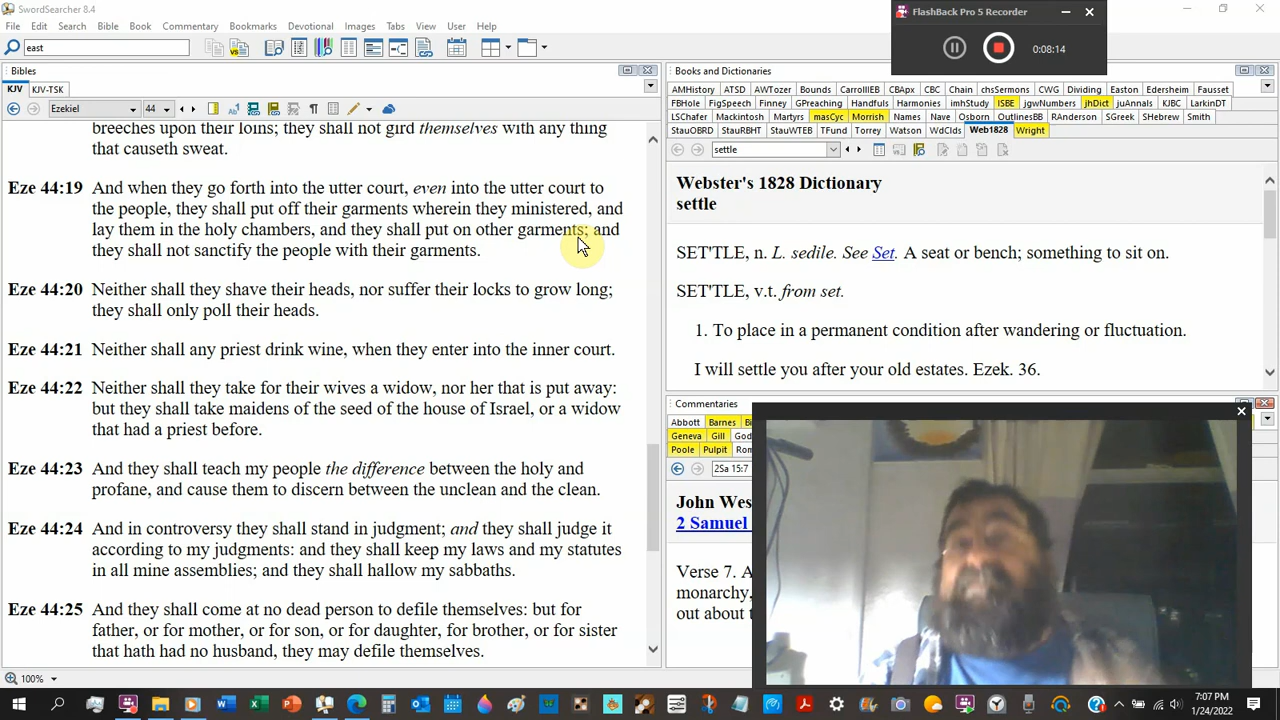 SwordSearcher 8.4
File Edit Search Bible Book Commentary Bookmarks Devotional Images Tabs View User Help
east
FlashBack Pro 5 Recorder
0:08:14
Bibles
KJV KJV-TSK
Ezekiel 44
breeches upon their loins; they shall not gird themselves with any thing
that causeth sweat.
Eze 44:19 And when they go forth into the utter court, even into the utter court to
the people, they shall put off their garments wherein they ministered, and
lay them in the holy chambers, and they shall put on other garments; and
they shall not sanctify the people with their garments.
Eze 44:20 Neither shall they shave their heads, nor suffer their locks to grow long;
they shall only poll their heads.
Eze 44:21 Neither shall any priest drink wine, when they enter into the inner court.
Eze 44:22 Neither shall they take for their wives a widow, nor her that is put away:
but they shall take maidens of the seed of the house of Israel, or a widow
that had a priest before.
Eze 44:23 And they shall teach my people the difference between the holy and
profane, and cause them to discern between the unclean and the clean.
Eze 44:24 And in controversy they shall stand in judgment; and they shall judge it
according to my judgments: and they shall keep my laws and my statutes
in all mine assemblies; and they shall hallow my sabbaths.
Eze 44:25 And they shall come at no dead person to defile themselves: but for
father, or for mother, or for son, or for daughter, for brother, or for sister
that hath had no husband, they may defile themselves.
100%
Books and Dictionaries
AMHistory ATSD AWTozer Bounds CarrollEB CBApx CBC Chain chsSermons CWG Dividing Easton Edersheim Fausset
FBHole FigSpeech Finney GPreaching Handfuls Harmonies imhStudy ISBE jgwNumbers jhDict juAnnals KJBC LarkinDT
LSChafer Mackintosh Martyrs masCyc Morrish Names Nave Osborn OutlinesBB RAnderson SGreek SHebrew Smith
StauOBRD StauRBHT StauWTEB TFund Torrey Watson WdClds Web1828 Wright
settle
Webster's 1828 Dictionary
settle
SET'TLE, n. L. sedile. See Set. A seat or bench; something to sit on.
SET'TLE, v.t. from set.
1. To place in a permanent condition after wandering or fluctuation.
I will settle you after your old estates. Ezek. 36.
Commentaries
Abbott Barnes
Geneva Gill
Poole Pulpit
2Sa 15:7
John Wes
2 Samuel
Verse 7. A
monarchy,
out about t
7:07 PM
1/24/2022